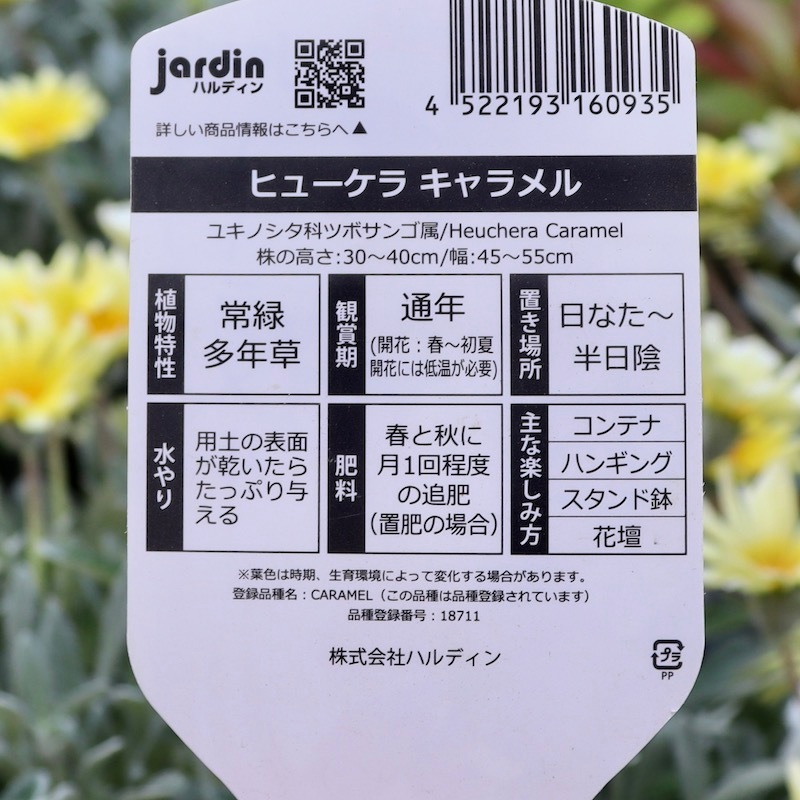 jardin
ハルディン
詳しい商品情報はこちらへ▲
4 522193 160935
ヒューケラ キャラメル
ユキノシタ科ツボサンゴ属/Heuchera Caramel
株の高さ:30～40cm/幅:45～55cm
植物特性
常緑
多年草
観賞期
通年
(開花：春～初夏
開花には低温が必要)
置き場所
日なた～
半日陰
水やり
用土の表面
が乾いたら
たっぷり与
える
肥料
春と秋に
月1回程度
の追肥
(置肥の場合)
主な楽しみ方
コンテナ
ハンギング
スタンド鉢
花壇
※葉色は時期、生育環境によって変化する場合があります。
登録品種名：CARAMEL（この品種は品種登録されています）
品種登録番号：18711
株式会社ハルディン
プラ
PP